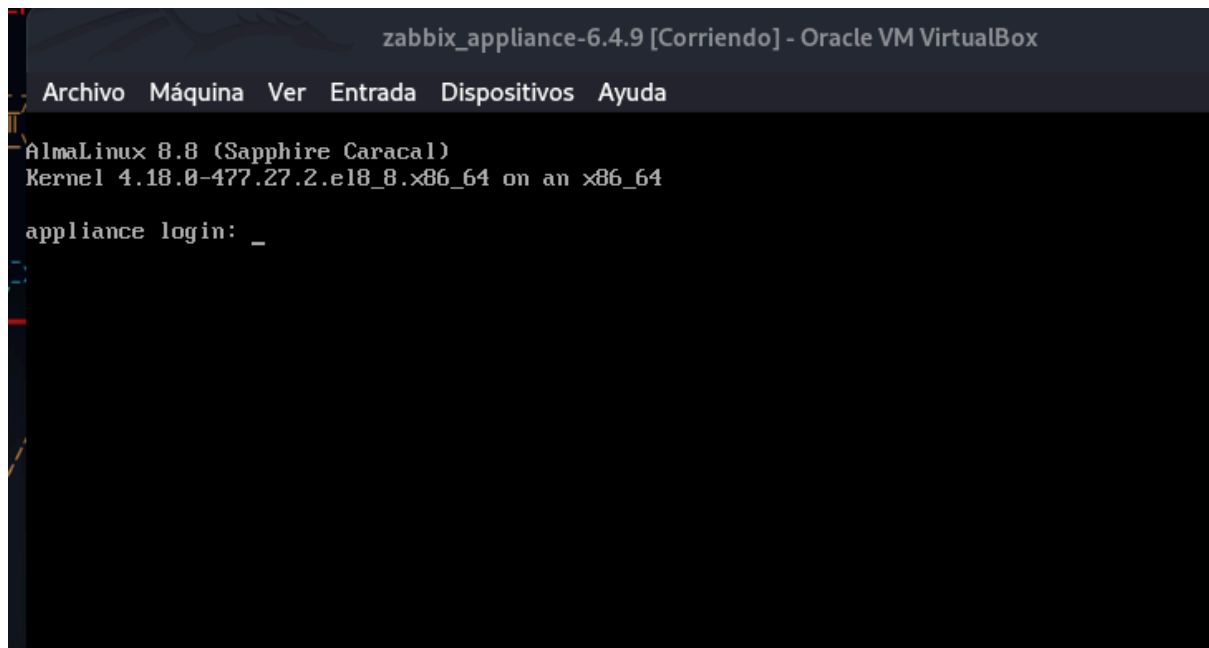 zabbix_appliance-6.4.9 [Corriendo] - Oracle VM VirtualBox
Archivo Máquina Ver Entrada Dispositivos Ayuda
AlmaLinux 8.8 (Sapphire Caracal)
Kernel 4.18.0-477.27.2.el8_8.x86_64 on an x86_64
appliance login: _